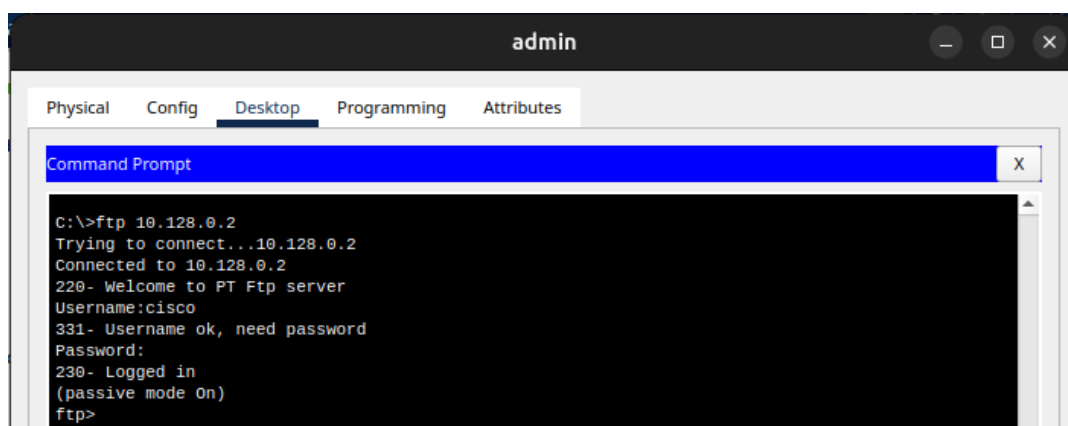 admin
Physical Config Desktop Programming Attributes
Command Prompt X
C:\>ftp 10.128.0.2
Trying to connect...10.128.0.2
Connected to 10.128.0.2
220- Welcome to PT Ftp server
Username:cisco
331- Username ok, need password
Password:
230- Logged in
(passive mode On)
ftp>